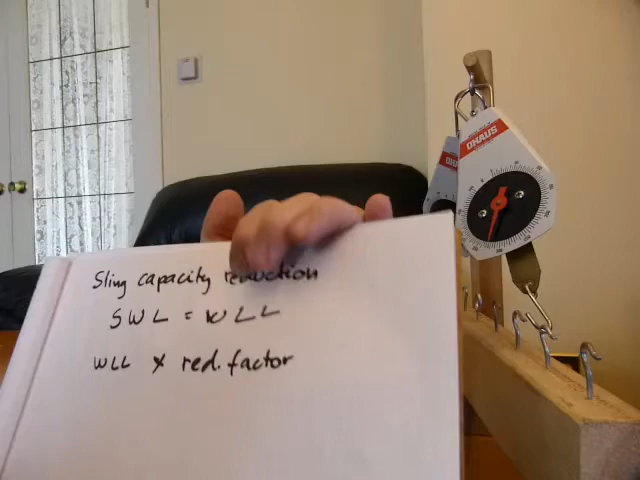 Sling capacity reduction
SWL = WLL
WLL x red. factor
OHAUS